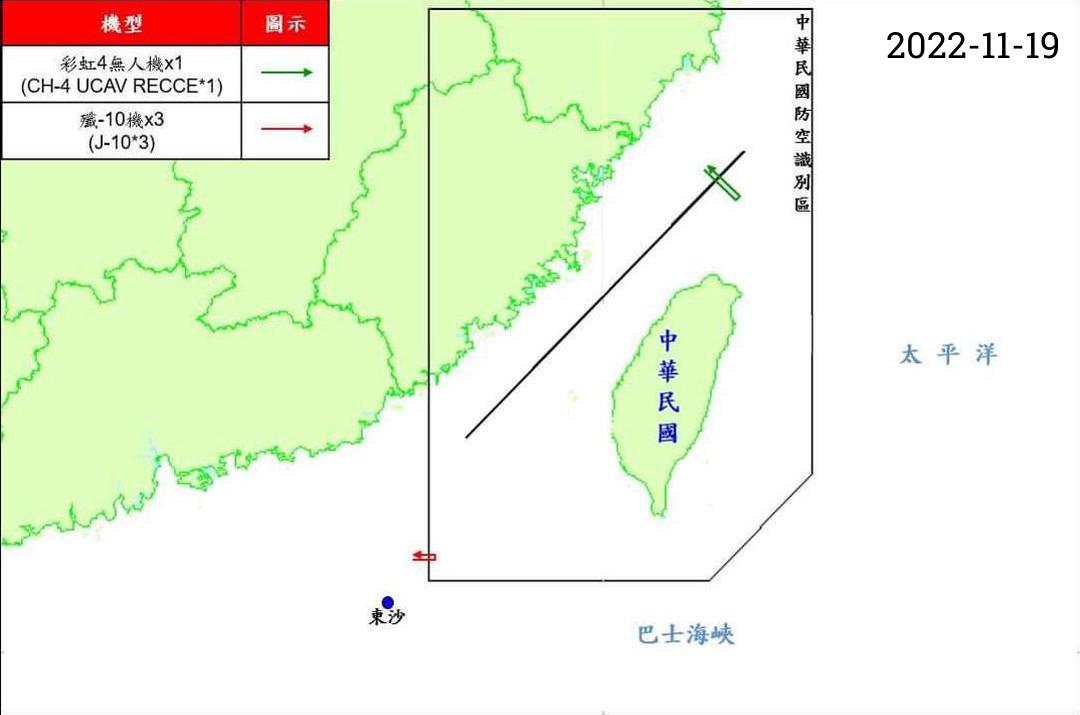 機型 圖示
彩虹4無人機x1
(CH-4 UCAV RECCE*1)
殲-10機x3
(J-10*3)
2022-11-19
中華民國防空識別區
中華民國
太平洋
東沙
巴士海峽